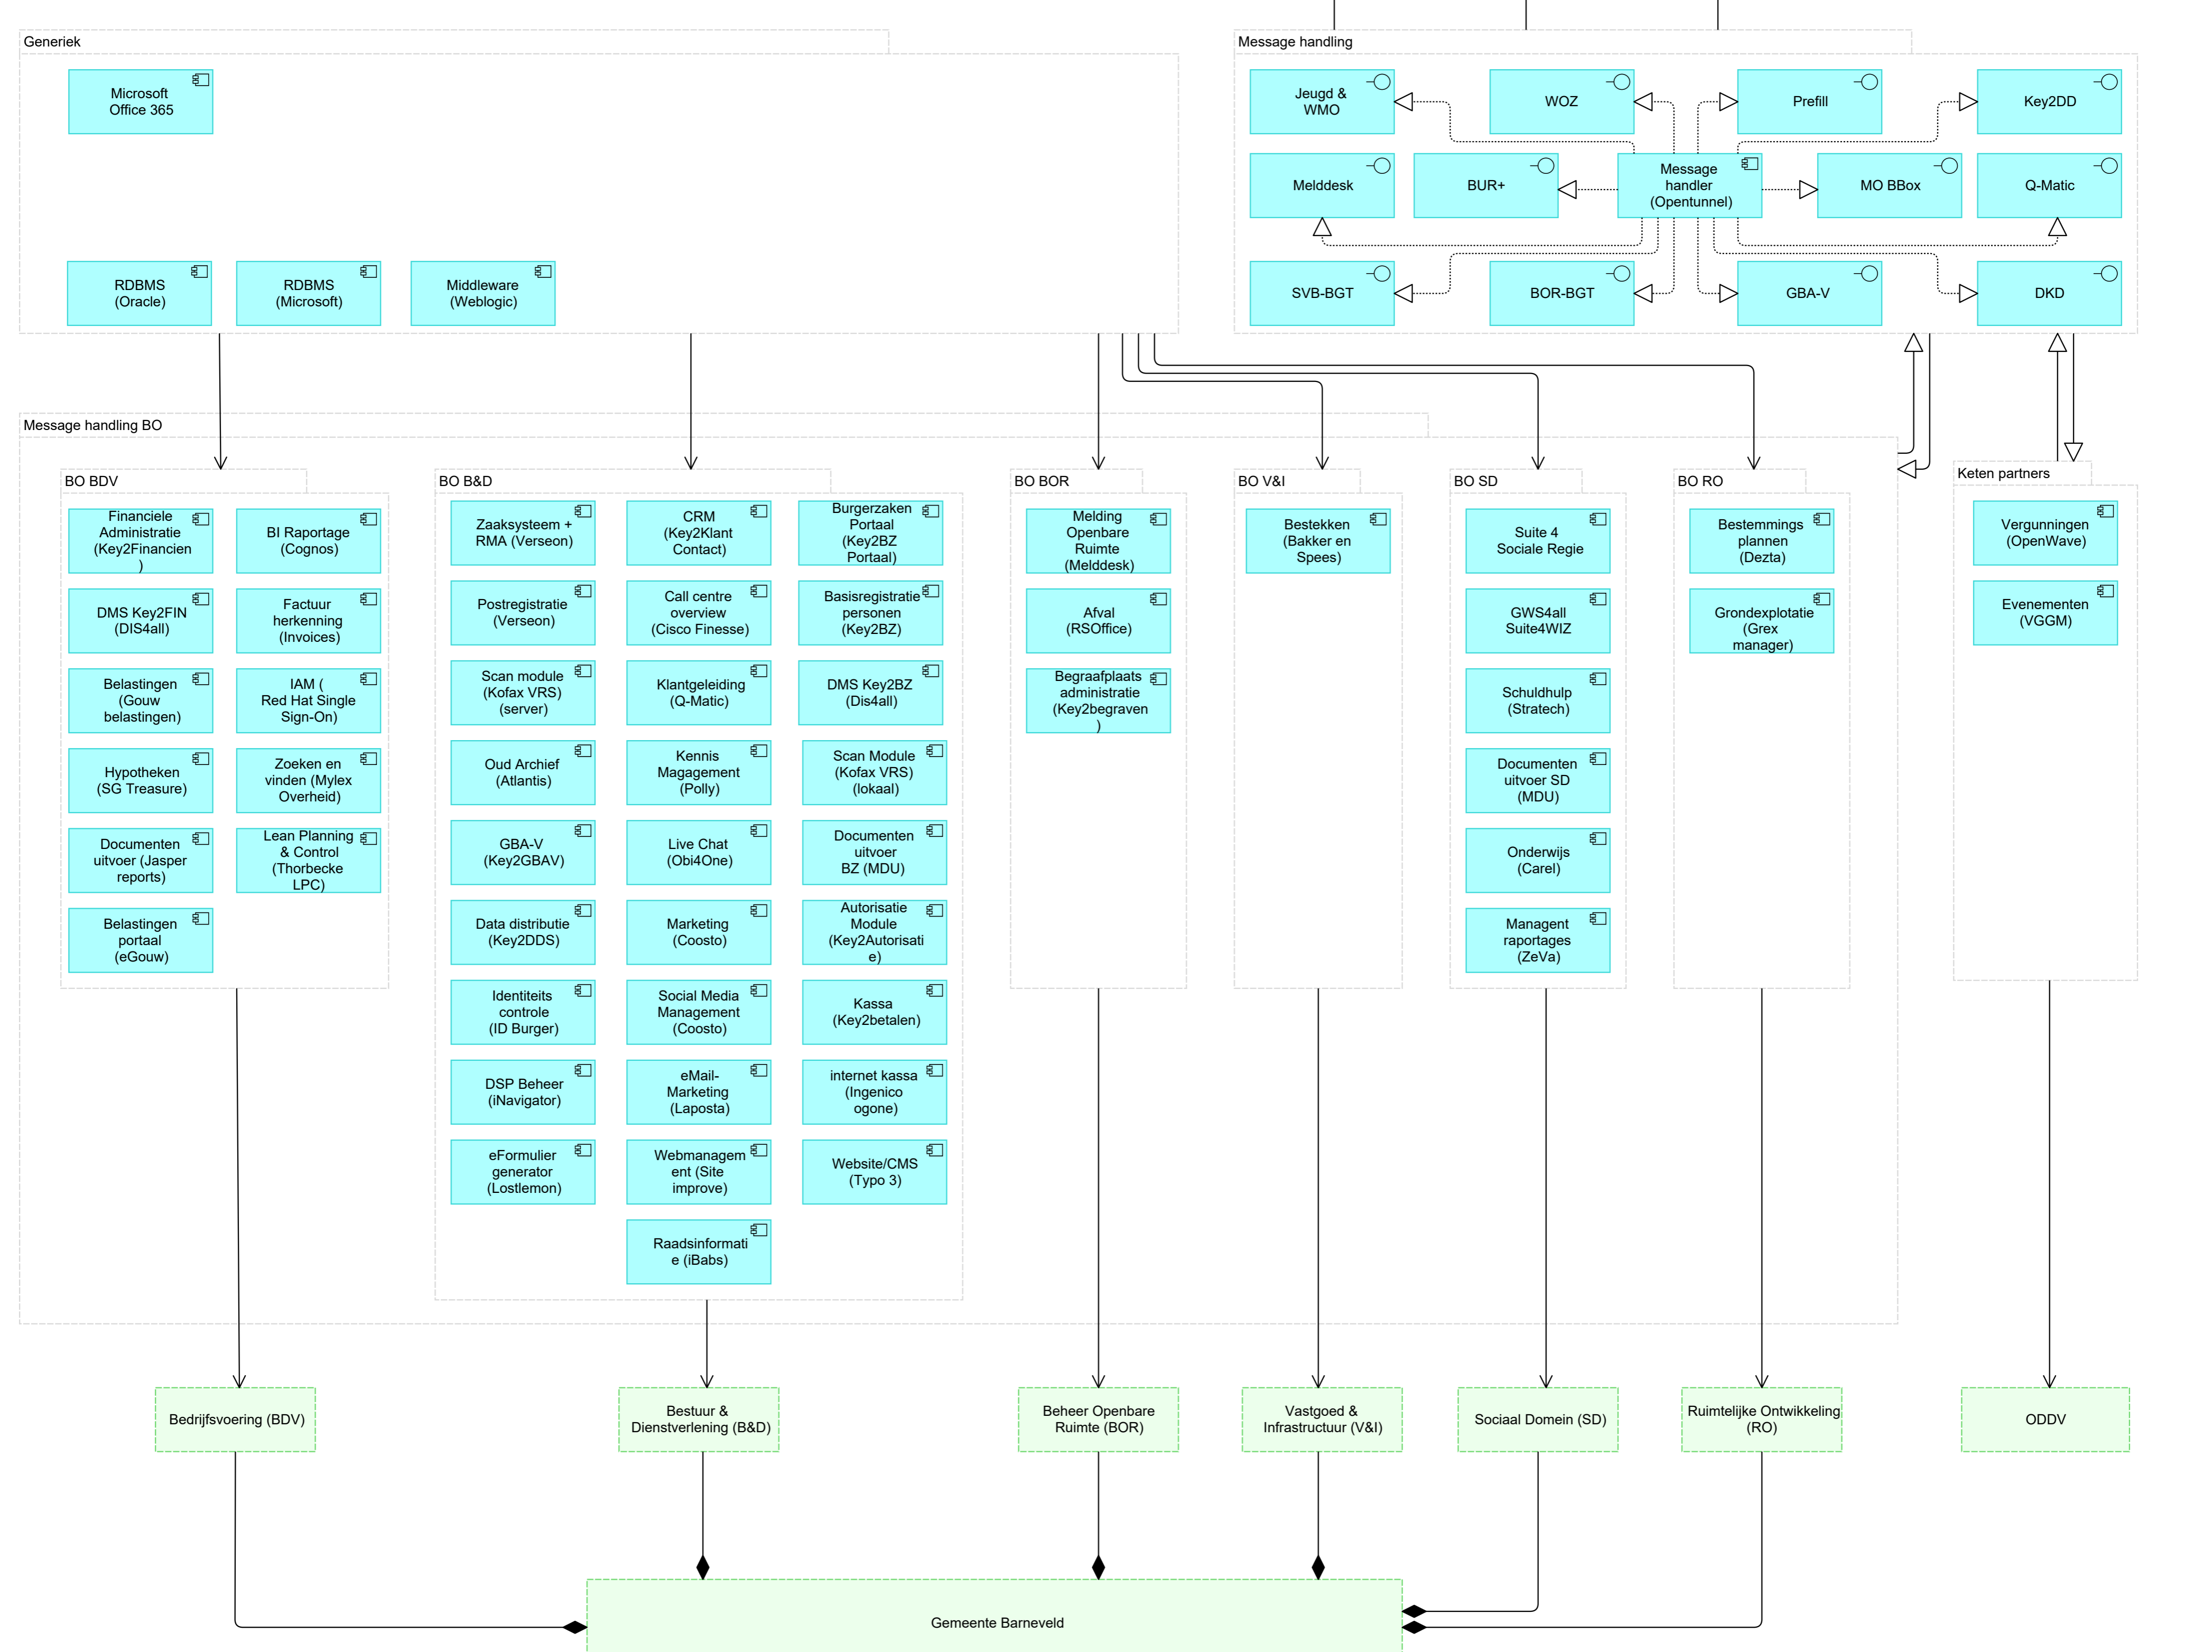 Generiek
Microsoft
Office 365
RDBMS
(Oracle)
RDBMS
(Microsoft)
Middleware
(Weblogic)
Message handling
Jeugd &
WMO
WOZ
Prefill
Key2DD
Melddesk
BUR+
Message
handler
(Opentunnel)
MO BBox
Q-Matic
SVB-BGT
BOR-BGT
GBA-V
DKD
Message handling BO
BO BDV
Financiele
Administratie
(Key2Financien
)
BI Raportage
(Cognos)
DMS Key2FIN
(DIS4all)
Factuur
herkenning
(Invoices)
Belastingen
(Gouw
belastingen)
IAM (
Red Hat Single
Sign-On)
Hypotheken
(SG Treasure)
Zoeken en
vinden (Mylex
Overheid)
Documenten
uitvoer (Jasper
reports)
Lean Planning
& Control
(Thorbecke
LPC)
Belastingen
portaal
(eGouw)
BO B&D
Zaaksysteem +
RMA (Verseon)
CRM
(Key2Klant
Contact)
Burgerzaken
Portaal
(Key2BZ
Portaal)
Postregistratie
(Verseon)
Call centre
overview
(Cisco Finesse)
Basisregistratie
personen
(Key2BZ)
Scan module
(Kofax VRS)
(server)
Klantgeleiding
(Q-Matic)
DMS Key2BZ
(Dis4all)
Oud Archief
(Atlantis)
Kennis
Magagement
(Polly)
Scan Module
(Kofax VRS)
(lokaal)
GBA-V
(Key2GBAV)
Live Chat
(Obi4One)
Documenten
uitvoer
BZ (MDU)
Data distributie
(Key2DDS)
Marketing
(Coosto)
Autorisatie
Module
(Key2Autorisati
e)
Identiteits
controle
(ID Burger)
Social Media
Management
(Coosto)
Kassa
(Key2betalen)
DSP Beheer
(iNavigator)
eMail-
Marketing
(Laposta)
internet kassa
(Ingenico
ogone)
eFormulier
generator
(Lostlemon)
Webmanagem
ent (Site
improve)
Website/CMS
(Typo 3)
Raadsinformati
e (iBabs)
BO BOR
Melding
Openbare
Ruimte
(Melddesk)
Afval
(RSOffice)
Begraafplaats
administratie
(Key2begraven
)
BO V&I
Bestekken
(Bakker en
Spees)
BO SD
Suite 4
Sociale Regie
GWS4all
Suite4WIZ
Schuldhulp
(Stratech)
Documenten
uitvoer SD
(MDU)
Onderwijs
(Carel)
Managent
raportages
(ZeVa)
BO RO
Bestemmings
plannen
(Dezta)
Grondexplotatie
(Grex
manager)
Keten partners
Vergunningen
(OpenWave)
Evenementen
(VGGM)
Bedrijfsvoering (BDV)
Bestuur &
Dienstverlening (B&D)
Beheer Openbare
Ruimte (BOR)
Vastgoed &
Infrastructuur (V&I)
Sociaal Domein (SD)
Ruimtelijke Ontwikkeling
(RO)
ODDV
Gemeente Barneveld